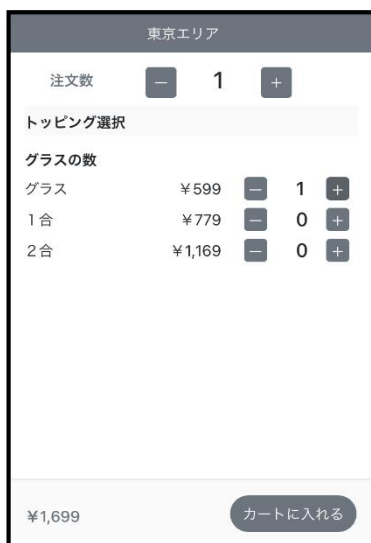 東京エリア
注文数 － 1 ＋
トッピング選択
グラスの数
グラス ¥599 － 1 ＋
1合 ¥779 － 0 ＋
2合 ¥1,169 － 0 ＋
¥1,699 カートに入れる